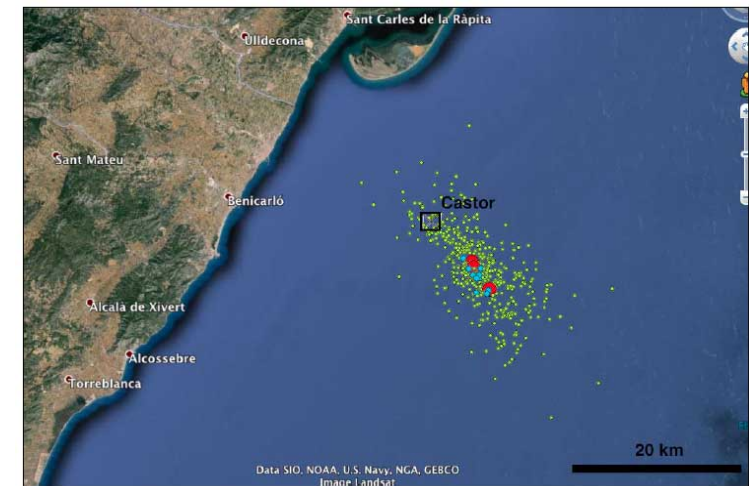 Sant Carles de la Ràpita
Ulldecona
Sant Mateu
Benicarló
Castor
Alcalà de Xivert
Alcossebre
Torreblanca
20 km
Data SIO, NOAA, U.S. Navy, NGA, GEBCO
Image Landsat